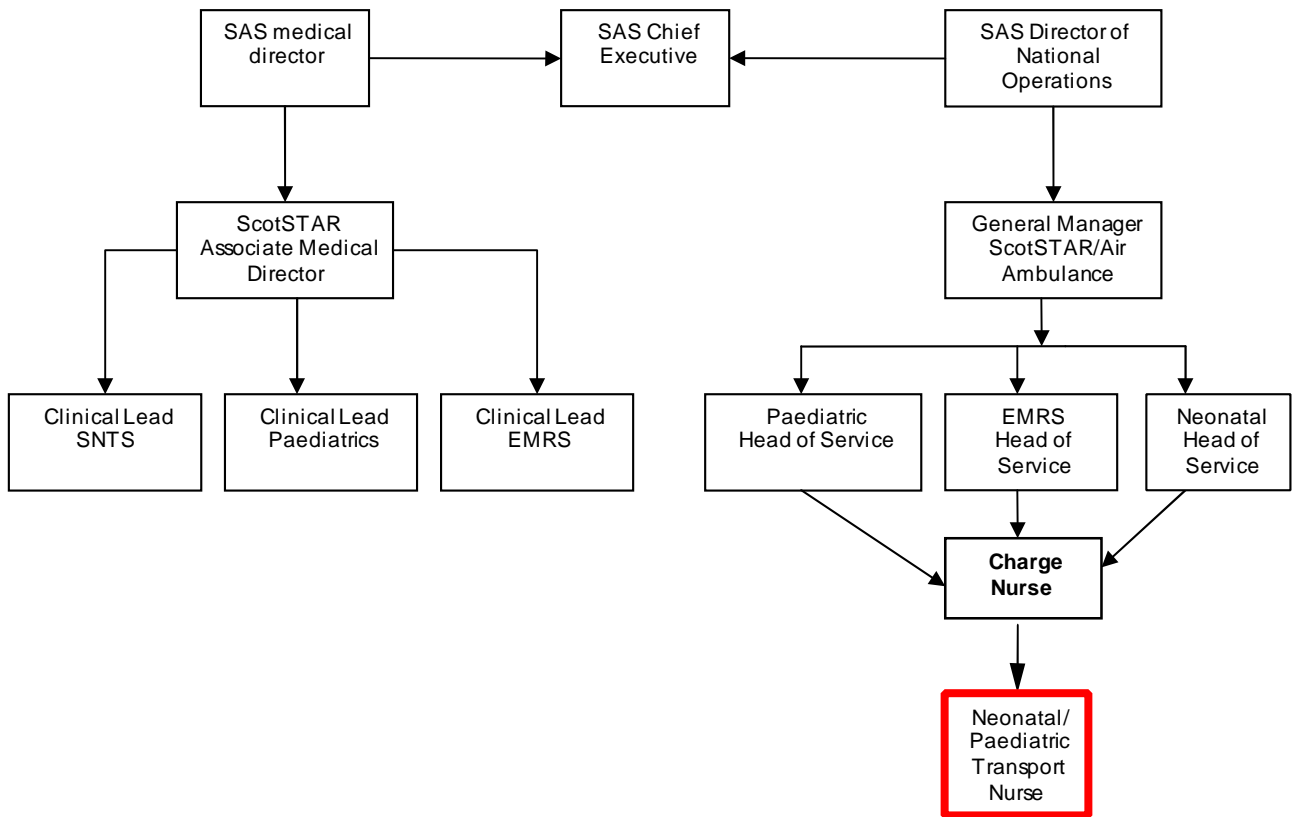 SAS medical
director
SAS Chief
Executive
SAS Director of
National
Operations
ScotSTAR
Associate Medical
Director
General Manager
ScotSTAR/Air
Ambulance
Clinical Lead
SNTS
Clinical Lead
Paediatrics
Clinical Lead
EMRS
Paediatric
Head of Service
EMRS
Head of
Service
Neonatal
Head of
Service
Charge
Nurse
Neonatal/
Paediatric
Transport
Nurse